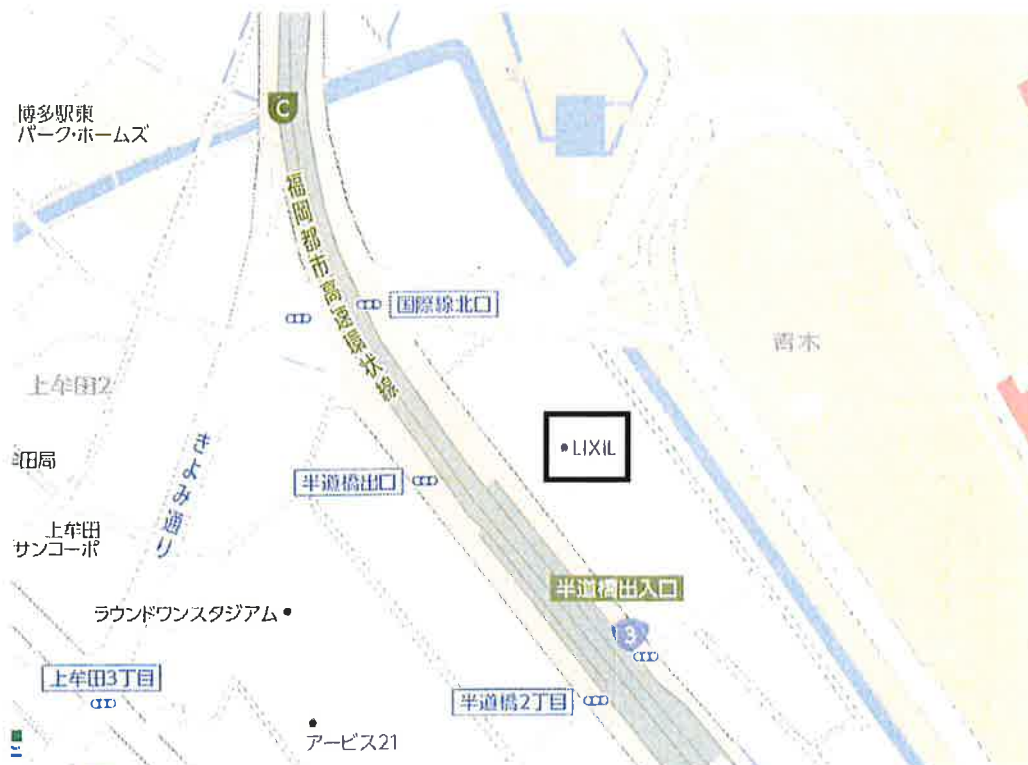 博多駅東
パーク・ホームズ
C
福岡都市高速環状線
国際線北口
青木
上牟田2
LIXIL
きよみ通り
田局
半道橋出口
上牟田
サンコーポ
半道橋出入口
ラウンドワンスタジアム
3
上牟田3丁目
半道橋2丁目
アービス21